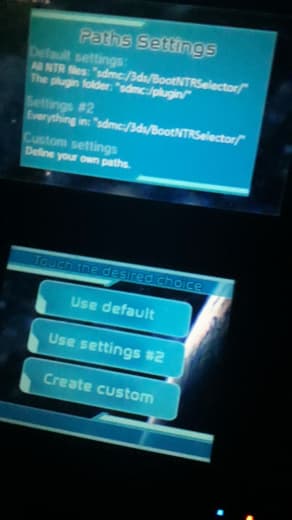 Paths Settings
Default settings:
All NTR files: "sdmc:/3ds/BootNTRSelector/"
The plugin folder: "sdmc:/plugin/"
Settings #2
Everything in: "sdmc:/3ds/BootNTRSelector/"
Custom settings
Define your own paths.
Touch the desired choice
Use default
Use settings #2
Create custom